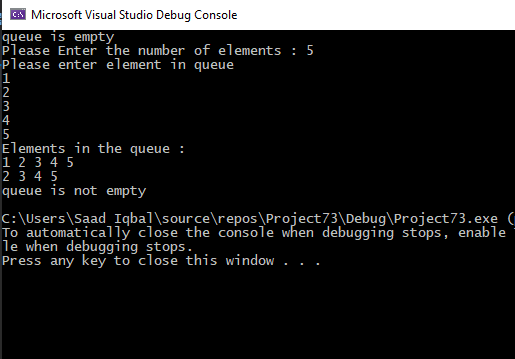 Microsoft Visual Studio Debug Console
queue is empty
Please Enter the number of elements : 5
Please enter element in queue
1
2
3
4
5
Elements in the queue :
1 2 3 4 5
2 3 4 5
queue is not empty
C:\Users\Saad Iqbal\source\repos\Project73\Debug\Project73.exe (
To automatically close the console when debugging stops, enable
le when debugging stops.
Press any key to close this window . . .